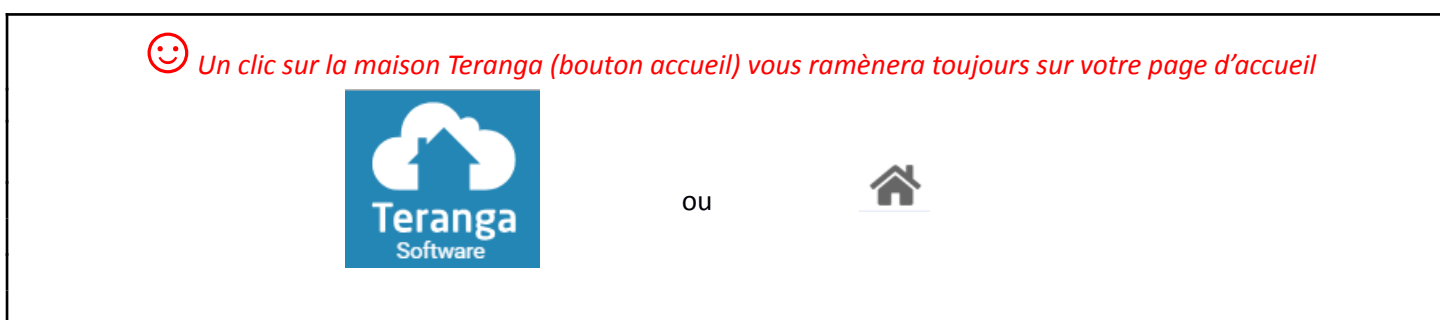 Un clic sur la maison Teranga (bouton accueil) vous ramènera toujours sur votre page d’accueil
Teranga
Software
ou